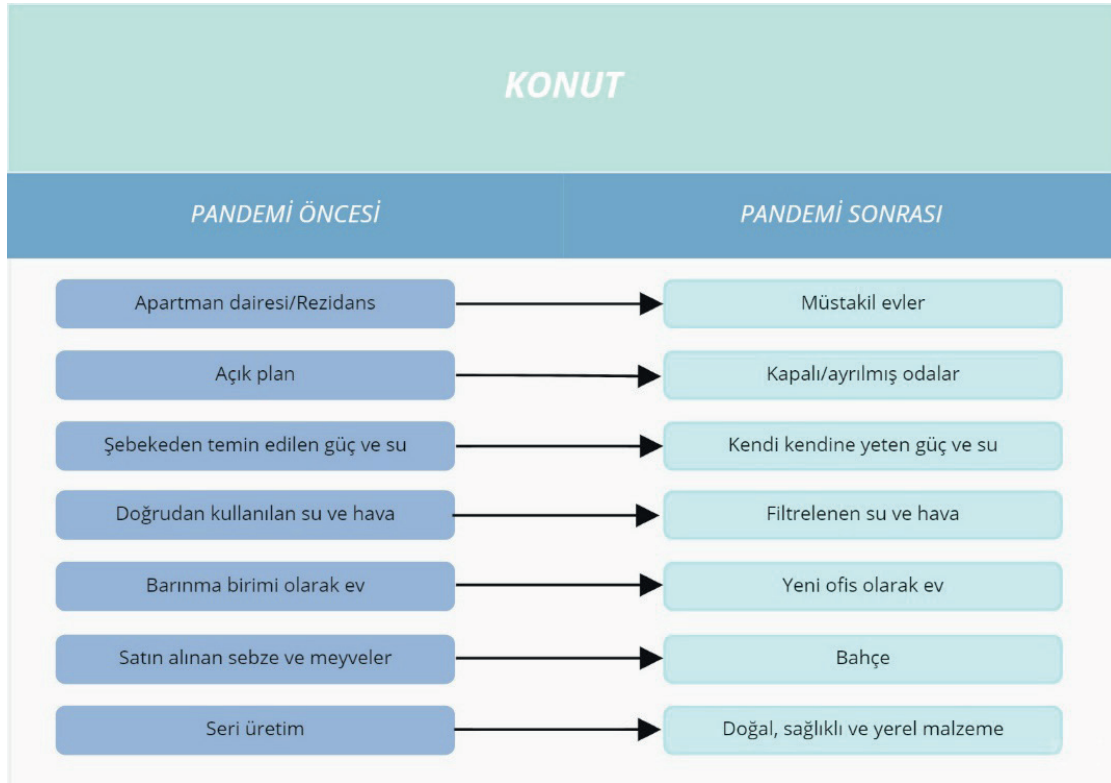 KONUT
PANDEMİ ÖNCESİ
PANDEMİ SONRASI
Apartman dairesi/Rezidans
Müstakil evler
Açık plan
Kapalı/ayrılmış odalar
Şebekeden temin edilen güç ve su
Kendi kendine yeten güç ve su
Doğrudan kullanılan su ve hava
Filtrelenen su ve hava
Barınma birimi olarak ev
Yeni ofis olarak ev
Satın alınan sebze ve meyveler
Bahçe
Seri üretim
Doğal, sağlıklı ve yerel malzeme